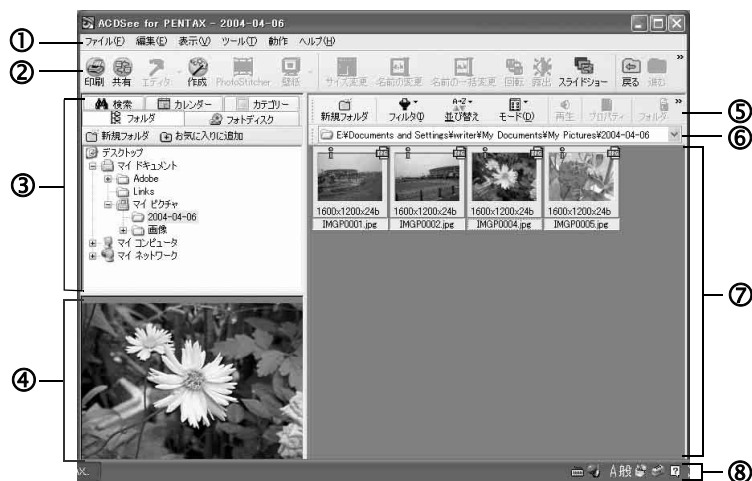 ACDSee for PENTAX - 2004-04-06
① ファイル(F) 編集(E) 表示(V) ツール(T) 動作 ヘルプ(H)
② 印刷 共有 エディタ 作成 PhotoStitcher 壁紙 サイズ変更 名前の変更 名前の一括変更 回転 露出 スライドショー 戻る 進む »
③
検索 カレンダー カテゴリー
フォルダ フォトディスク
新規フォルダ お気に入りに追加
デスクトップ
マイ ドキュメント
Adobe
Links
マイ ピクチャ
2004-04-06
画像
マイ コンピュータ
マイ ネットワーク
④
新規フォルダ フィルタ(I) 並び替え モード(D) 再生 プロパティ フォルダ » ⑤
E:¥Documents and Settings¥writer¥My Documents¥My Pictures¥2004-04-06 ⑥
1600x1200x24b 1600x1200x24b 1600x1200x24b 1600x1200x24b
IMGP0001.jpg IMGP0002.jpg IMGP0004.jpg IMGP0005.jpg
⑦
A 般 ⑧